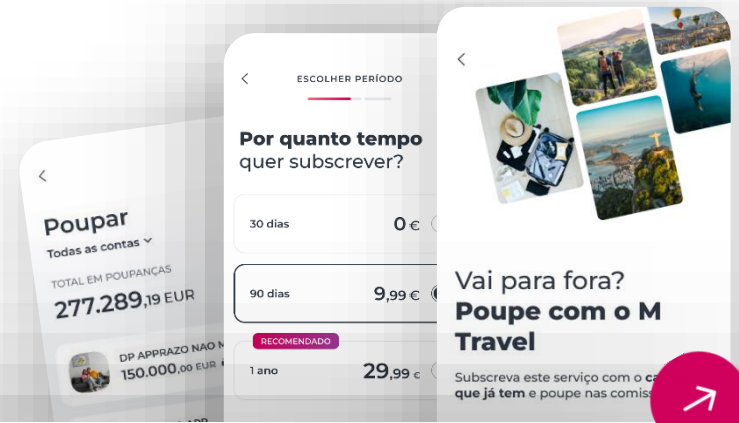 Poupar
Todas as contas
TOTAL EM POUPANÇAS
277.289,19 EUR
DP APPRAZO NAO M
150.000,00 EUR
ESCOLHER PERÍODO
Por quanto tempo
quer subscrever?
30 dias 0 €
90 dias 9,99 €
RECOMENDADO
1 ano 29,99 €
Vai para fora?
Poupe com o M
Travel
Subscreva este serviço com o
que já tem e poupe nas